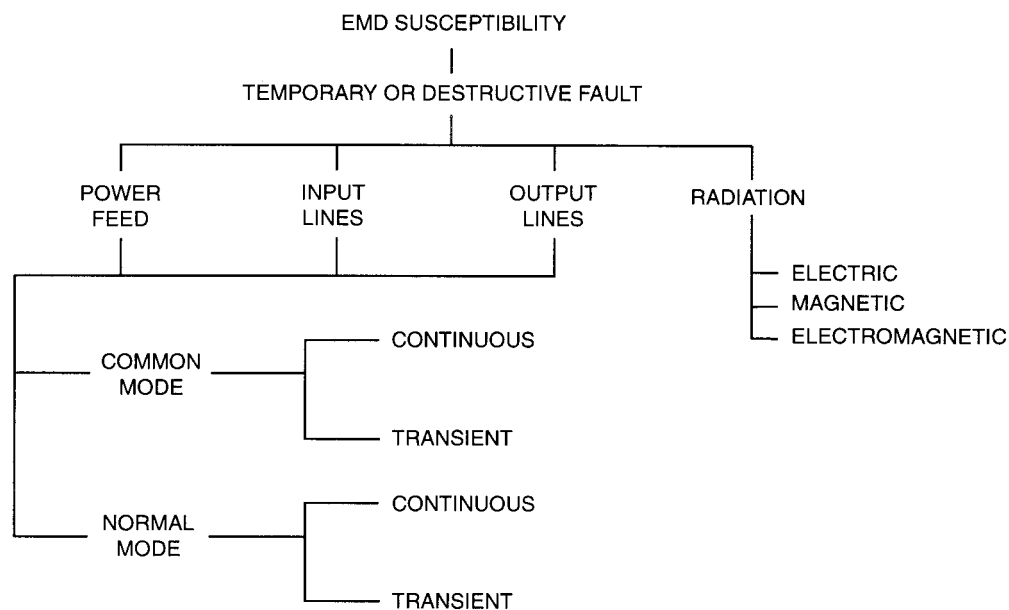 EMD SUSCEPTIBILITY
TEMPORARY OR DESTRUCTIVE FAULT
POWER
FEED
INPUT
LINES
OUTPUT
LINES
RADIATION
ELECTRIC
MAGNETIC
ELECTROMAGNETIC
COMMON
MODE
CONTINUOUS
TRANSIENT
NORMAL
MODE
CONTINUOUS
TRANSIENT